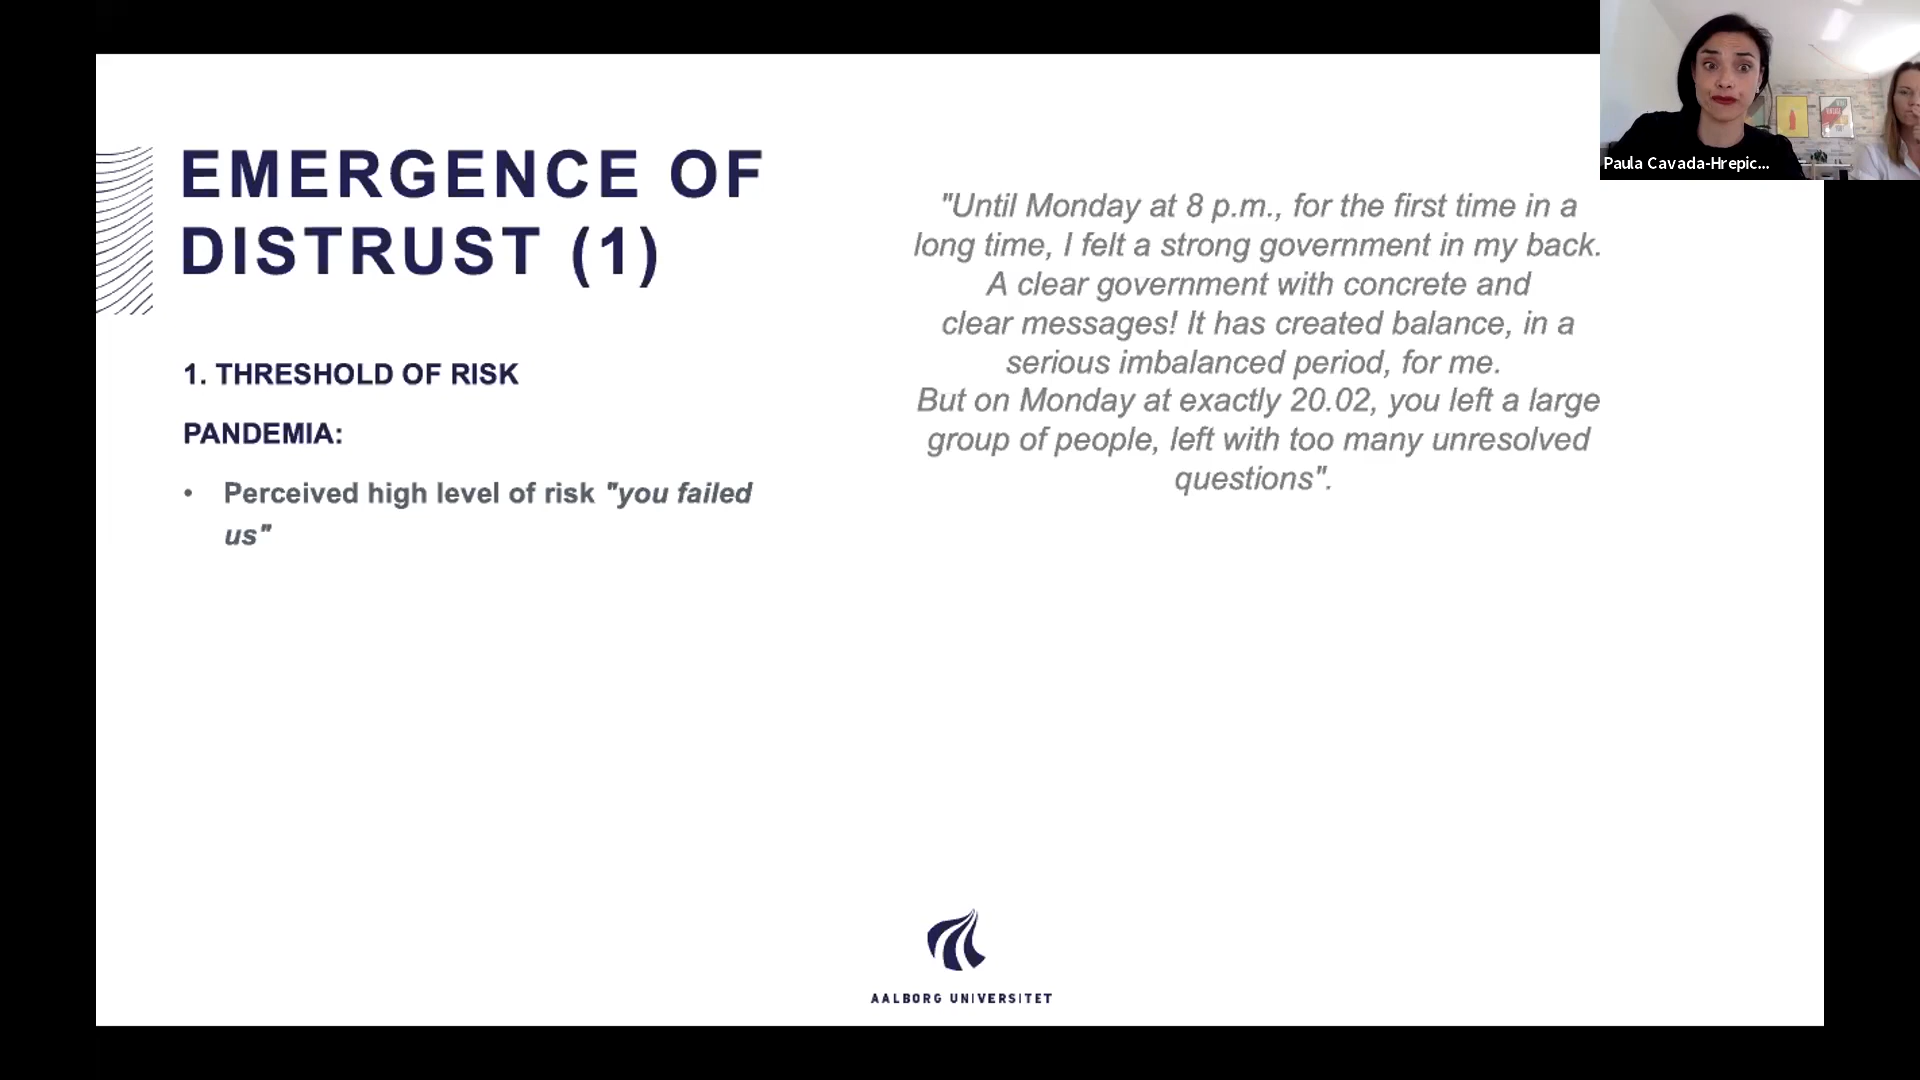 EMERGENCE OF
DISTRUST (1)
1. THRESHOLD OF RISK
PANDEMIA:
• Perceived high level of risk "you failed
us"
"Until Monday at 8 p.m., for the first time in a
long time, I felt a strong government in my back.
A clear government with concrete and
clear messages! It has created balance, in a
serious imbalanced period, for me.
But on Monday at exactly 20.02, you left a large
group of people, left with too many unresolved
questions".
Paula Cavada-Hrepic...
AALBORG UNIVERSITET